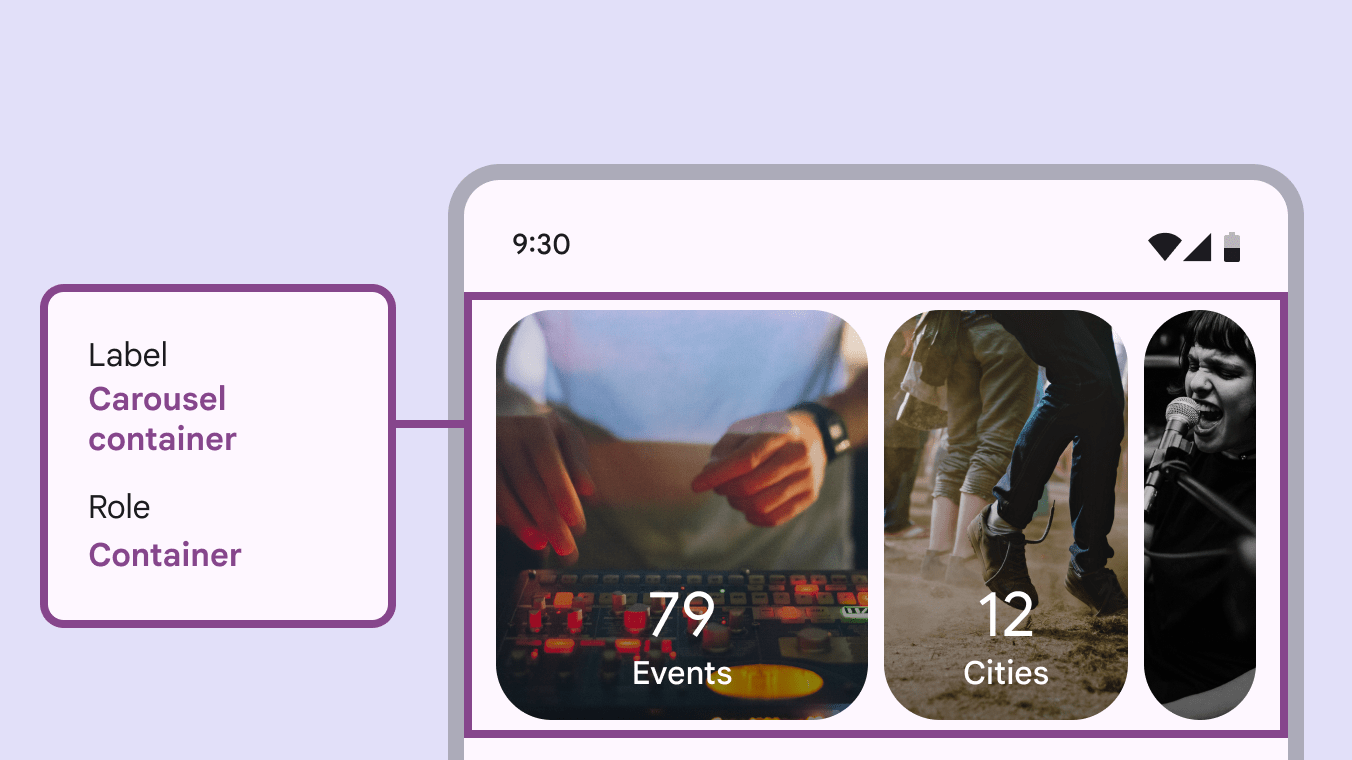 9:30
Label
Carousel
container
Role
Container
79
Events
12
Cities